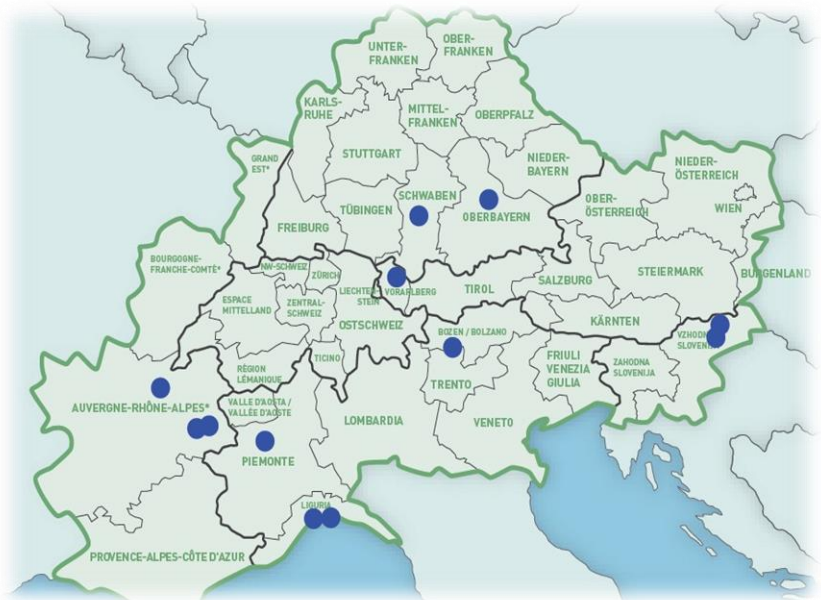 UNTER-
FRANKEN
OBER-
FRANKEN
KARLS-
RUHE
MITTEL-
FRANKEN
OBERPFALZ
STUTTGART
NIEDER-
BAYERN
GRAND
EST*
NIEDER-
ÖSTERREICH
TÜBINGEN
SCHWABEN
OBERBAYERN
OBER-
ÖSTERREICH
WIEN
FREIBURG
BOURGOGNE-
FRANCHE-COMTÉ*
NW-SCHWEIZ
ZÜRICH
LIECHTEN-
STEIN
VORARLBERG
TIROL
SALZBURG
STEIERMARK
BURGENLAND
ESPACE
MITTELLAND
ZENTRAL-
SCHWEIZ
OSTSCHWEIZ
BOZEN / BOLZANO
KÄRNTEN
SLOVENI
ZAHODNA
SLOVENIJA
RÉGION
LÉMANIQUE
TICINO
TRENTO
FRIULI
VENEZIA
GIULIA
AUVERGNE-RHÔNE-ALPES*
VALLE D'AOSTA /
VALLÉE D'AOSTE
LOMBARDIA
VENETO
PIEMONTE
LIGURIA
PROVENCE-ALPES-CÔTE D'AZUR